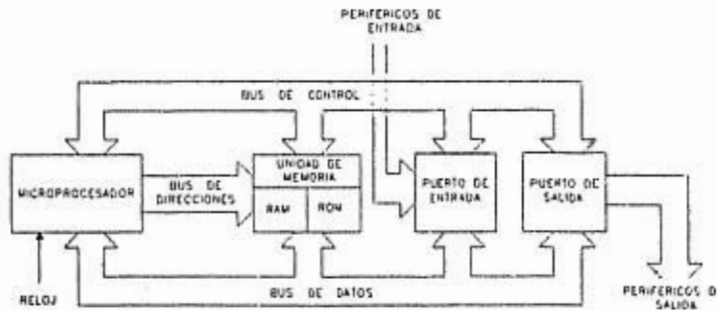 PERIFERICOS DE
ENTRADA
BUS DE CONTROL
MICROPROCESADOR
BUS DE
DIRECCIONES
UNIDAD DE
MEMORIA
RAM
ROM
PUERTO DE
ENTRADA
PUERTO DE
SALIDA
RELOJ
BUS DE DATOS
PERIFERICOS D
SALIDA